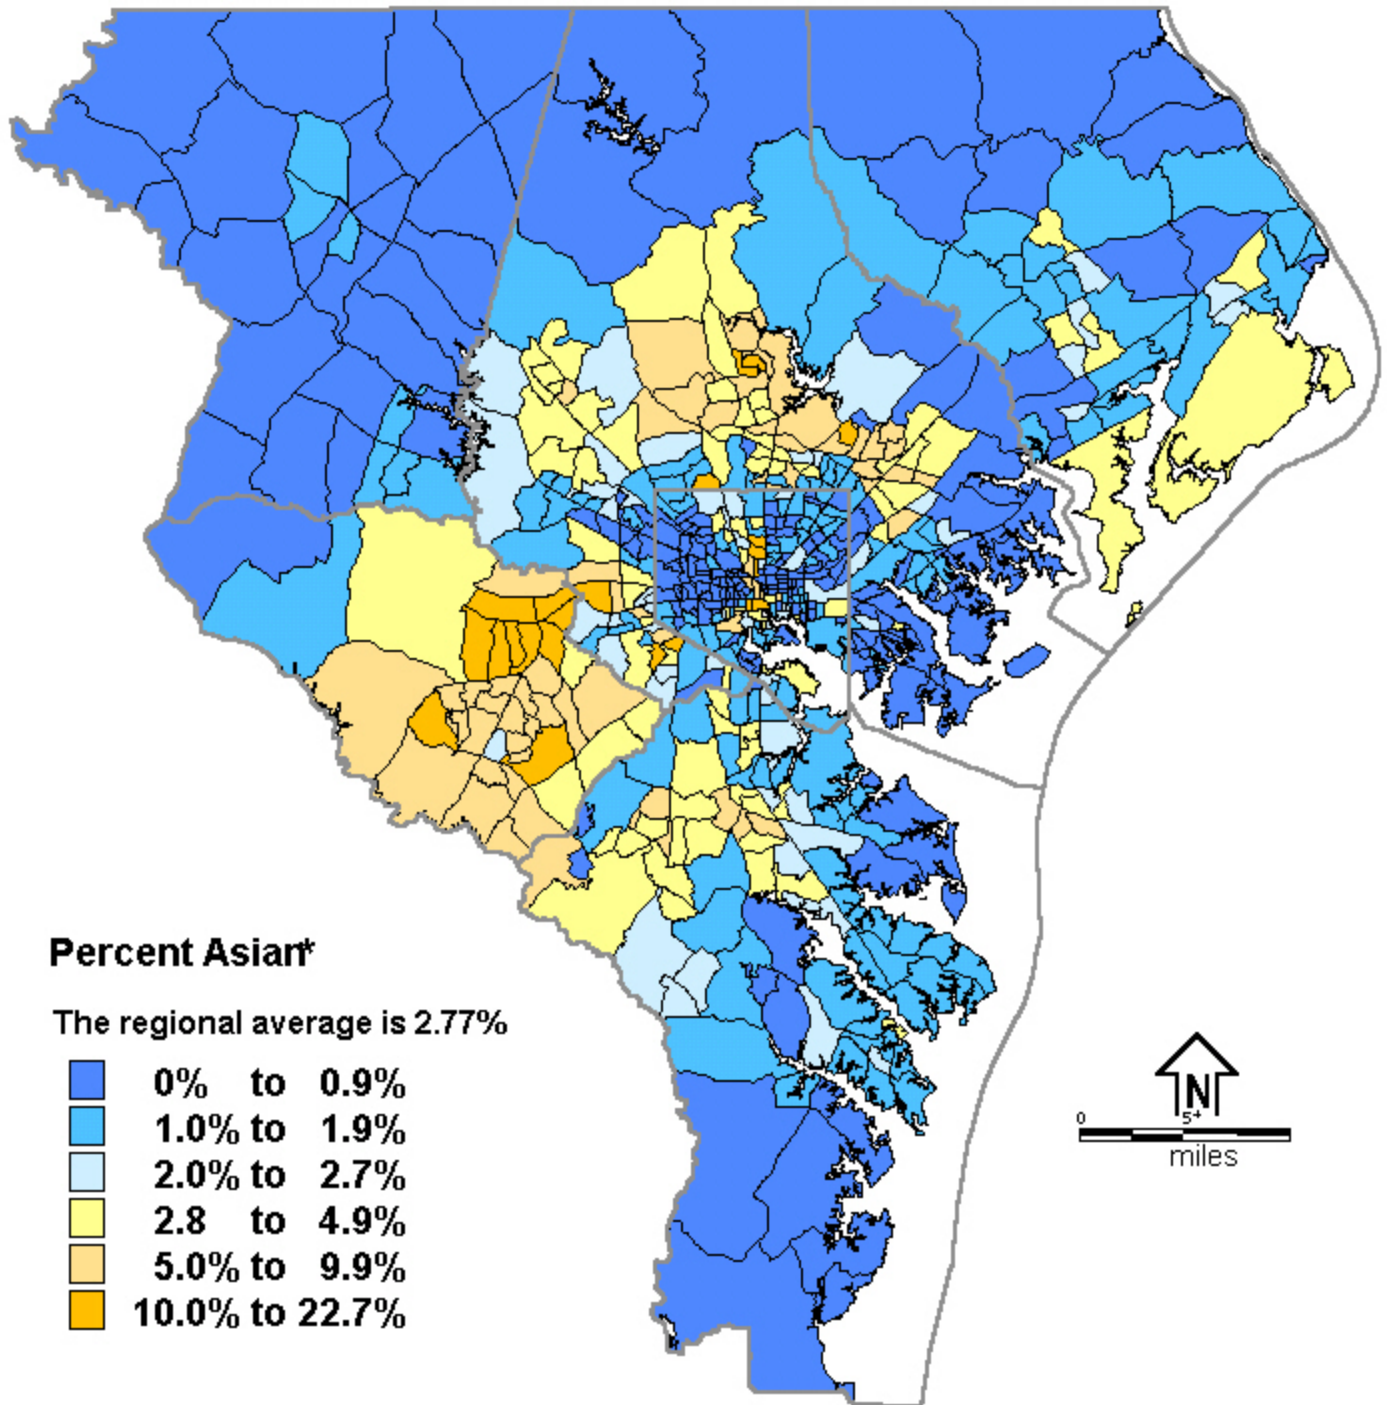 Percent Asian*
The regional average is 2.77%
0% to 0.9%
1.0% to 1.9%
2.0% to 2.7%
2.8 to 4.9%
5.0% to 9.9%
10.0% to 22.7%
N
0 5+
miles